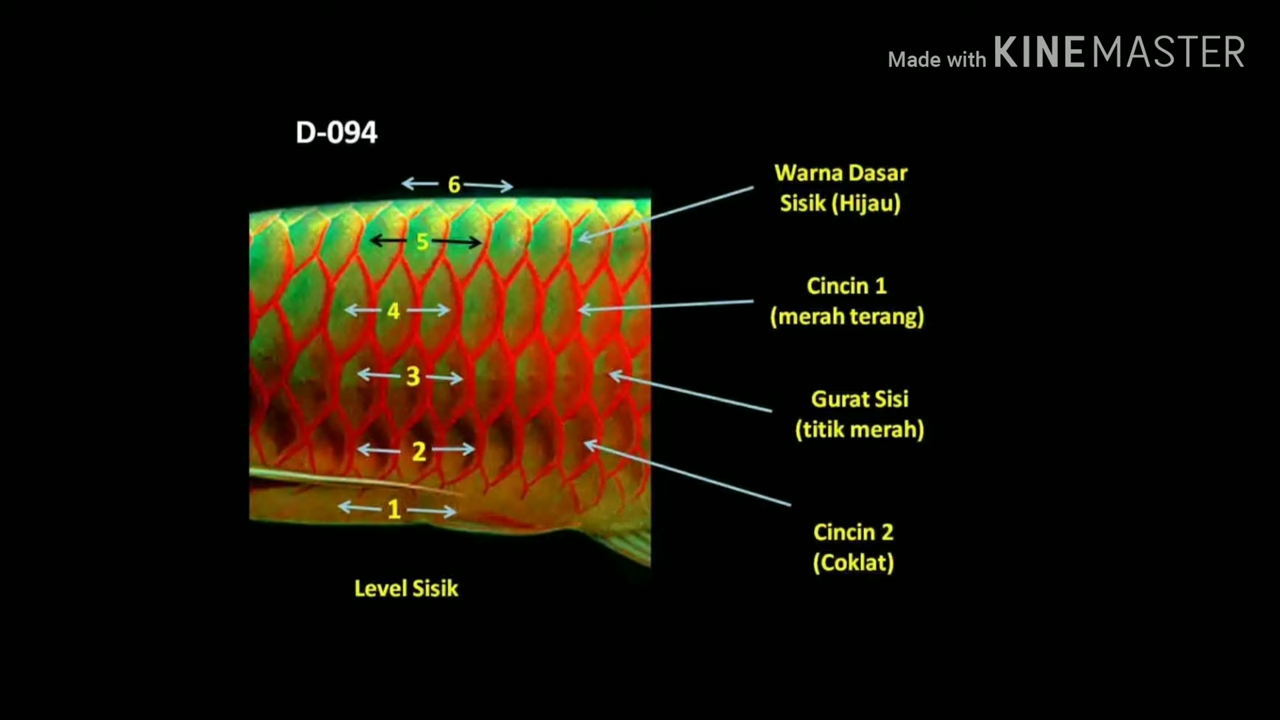 Made with KINEMASTER
D-094
6
5
4
3
2
1
Level Sisik
Warna Dasar
Sisik (Hijau)
Cincin 1
(merah terang)
Gurat Sisi
(titik merah)
Cincin 2
(Coklat)